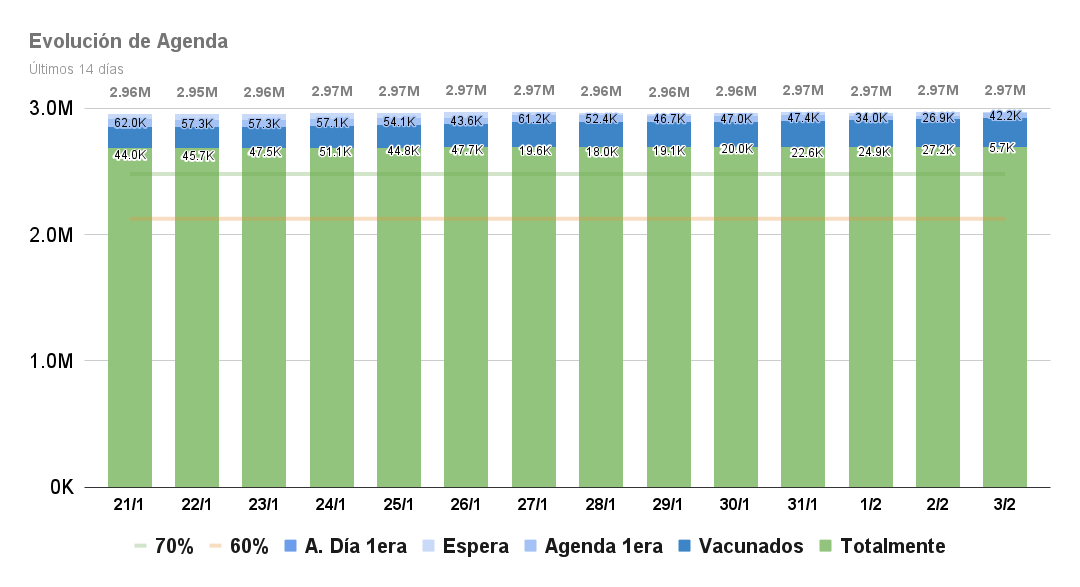 Evolución de Agenda
Últimos 14 días
2.96M 2.95M 2.96M 2.97M 2.97M 2.97M 2.97M 2.96M 2.96M 2.96M 2.97M 2.97M 2.97M 2.97M
3.0M
62.0K 57.3K 57.3K 57.1K 54.1K 43.6K 61.2K 52.4K 46.7K 47.0K 47.4K 34.0K 26.9K 42.2K
44.0K 45.7K 47.5K 51.1K 44.8K 47.7K 19.6K 18.0K 19.1K 20.0K 22.6K 24.9K 27.2K 5.7K
2.0M
1.0M
0K
21/1 22/1 23/1 24/1 25/1 26/1 27/1 28/1 29/1 30/1 31/1 1/2 2/2 3/2
70% 60% A. Día 1era Espera Agenda 1era Vacunados Totalmente